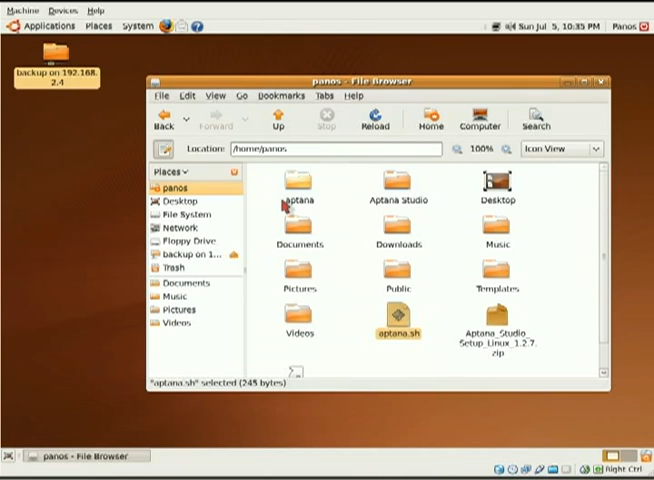 Machine Devices Help
Applications Places System
Sun Jul 5, 10:35 PM Panos
backup on 192.168.
2.4
panos - File Browser
File Edit View Go Bookmarks Tabs Help
Back Forward Up Stop Reload Home Computer Search
Location: /home/panos 100% Icon View
Places
panos
Desktop
File System
Network
Floppy Drive
backup on 1...
Trash
Documents
Music
Pictures
Videos
aptana Aptana Studio Desktop
Documents Downloads Music
Pictures Public Templates
Videos aptana.sh Aptana_Studio_
Setup_Linux_1.2.7.
zip
"aptana.sh" selected (245 bytes)
panos - File Browser
Right Ctrl